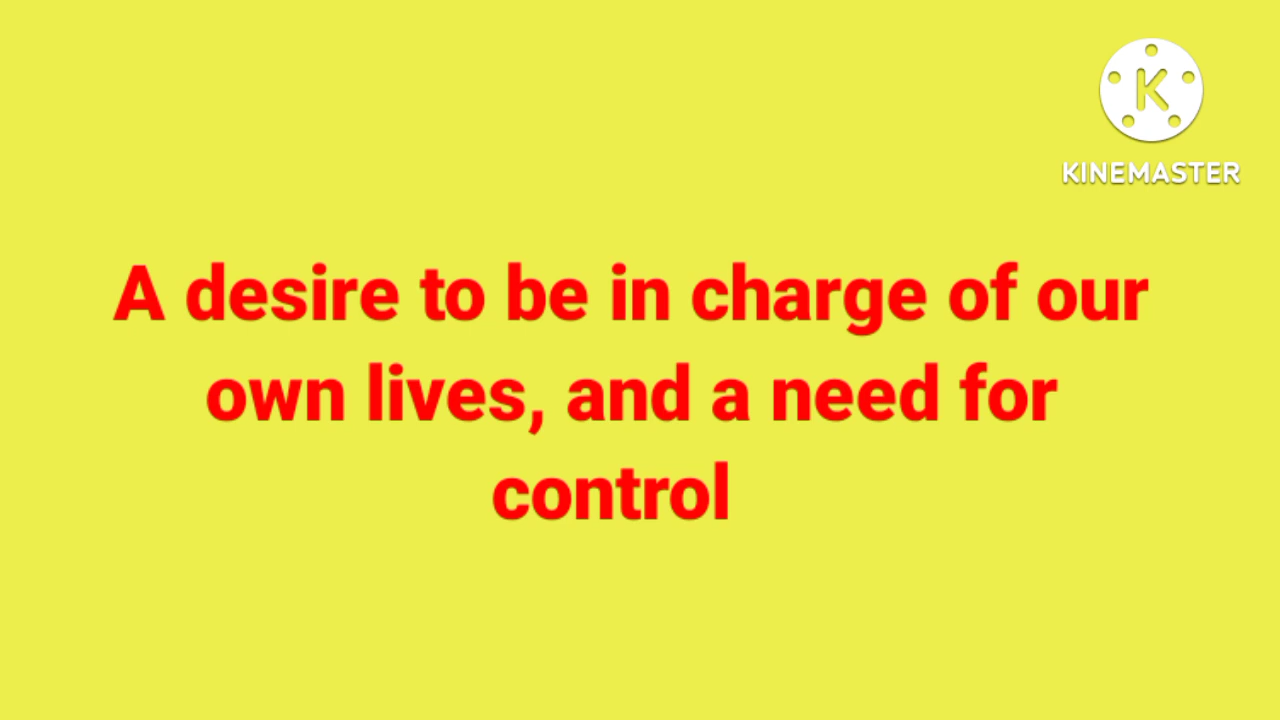 K
KINEMASTER
A desire to be in charge of our
own lives, and a need for
control